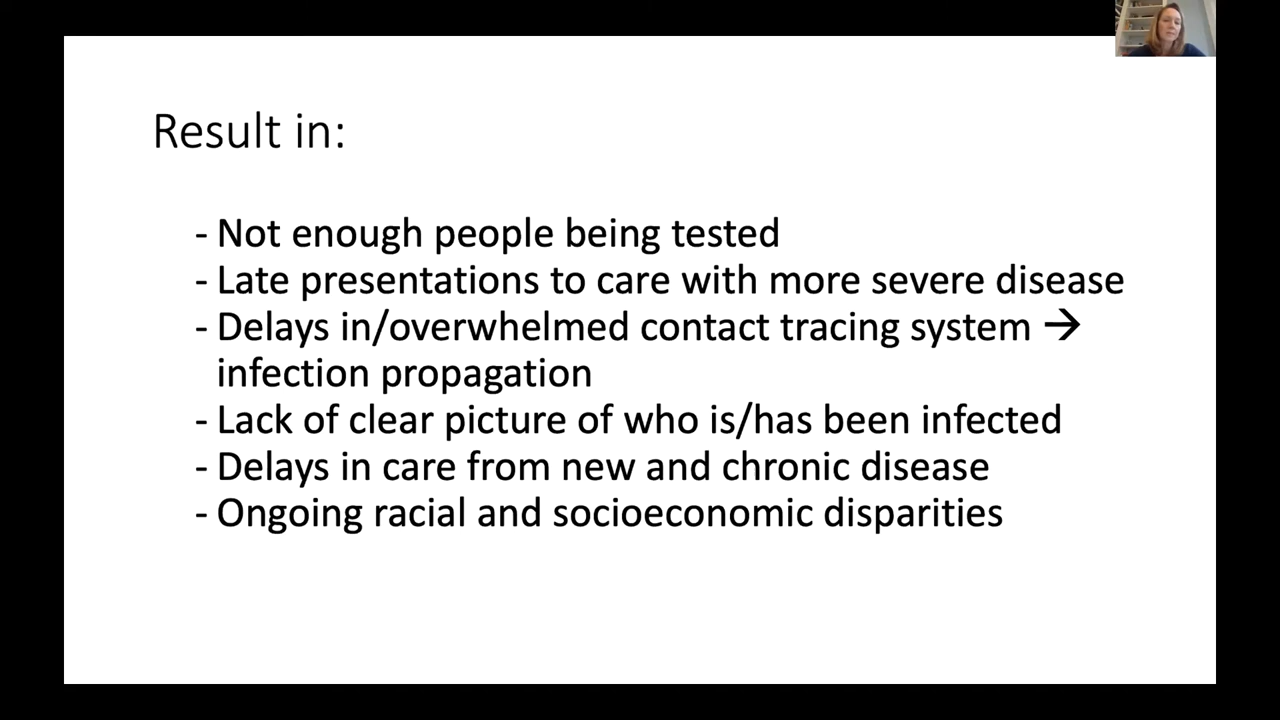 Result in:
- Not enough people being tested
- Late presentations to care with more severe disease
- Delays in/overwhelmed contact tracing system →
infection propagation
- Lack of clear picture of who is/has been infected
- Delays in care from new and chronic disease
- Ongoing racial and socioeconomic disparities